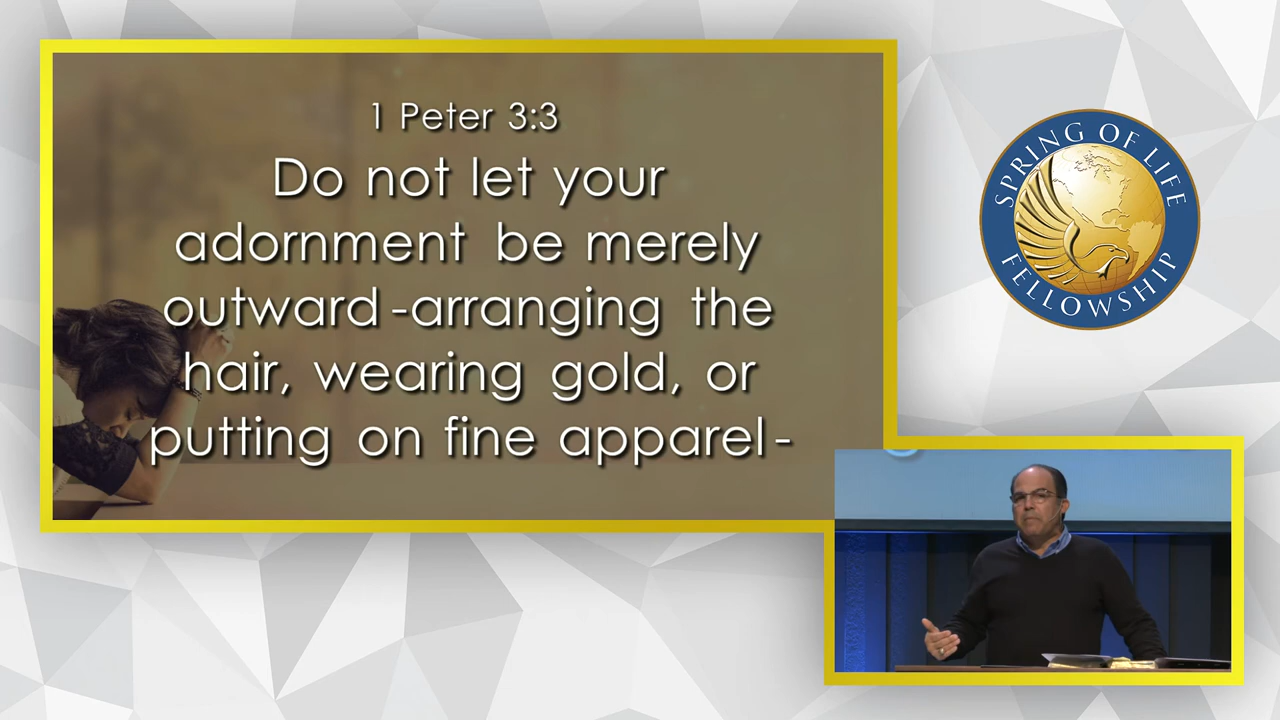 1 Peter 3:3
Do not let your
adornment be merely
outward-arranging the
hair, wearing gold, or
putting on fine apparel-
SPRING OF LIFE
FELLOWSHIP